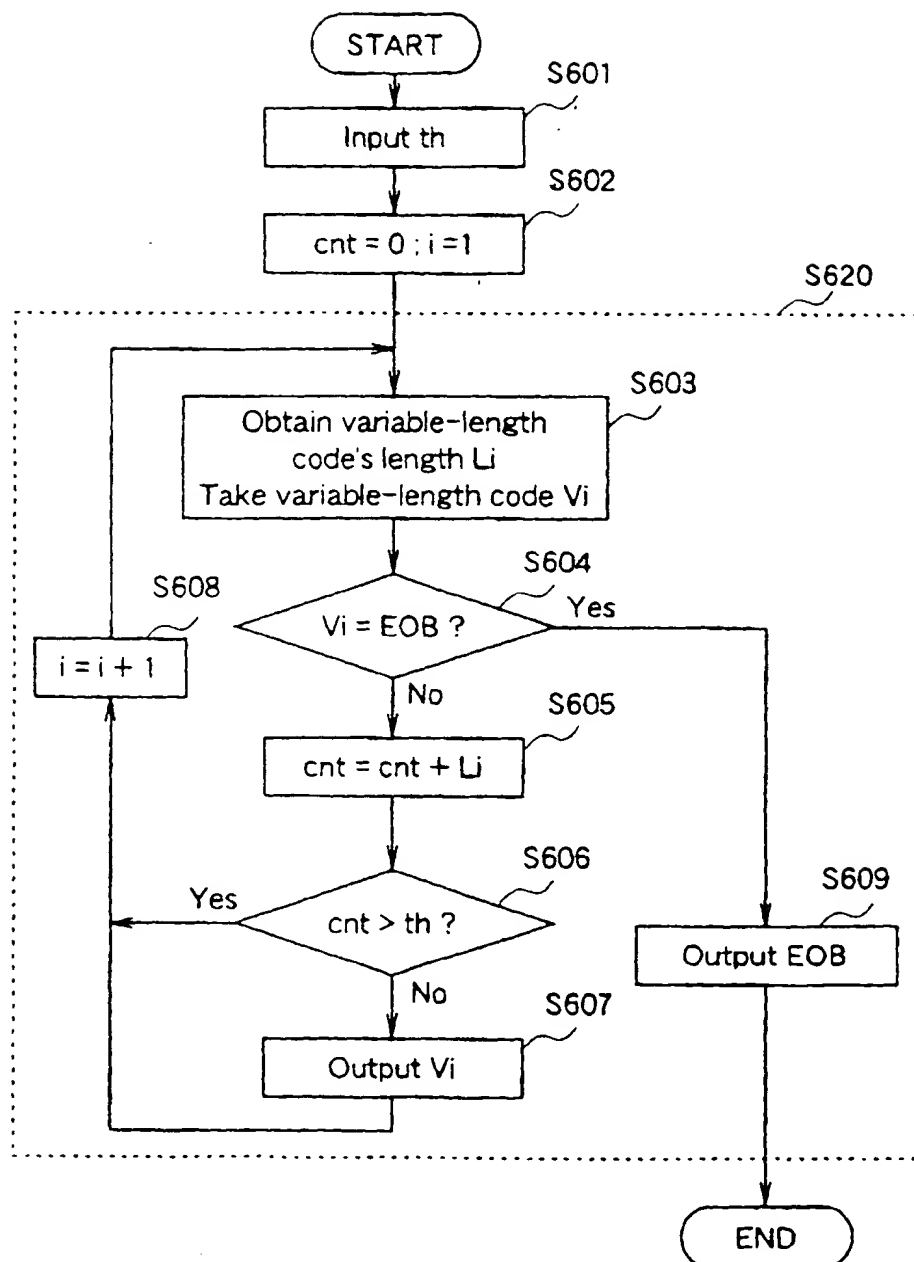 START
S601
Input th
S602
cnt = 0 ; i =1
S620
S603
Obtain variable-length
code's length Li
Take variable-length code Vi
S604
Vi = EOB ?
Yes
No
S608
i = i + 1
S605
cnt = cnt + Li
S606
Yes
cnt > th ?
No
S609
Output EOB
S607
Output Vi
END